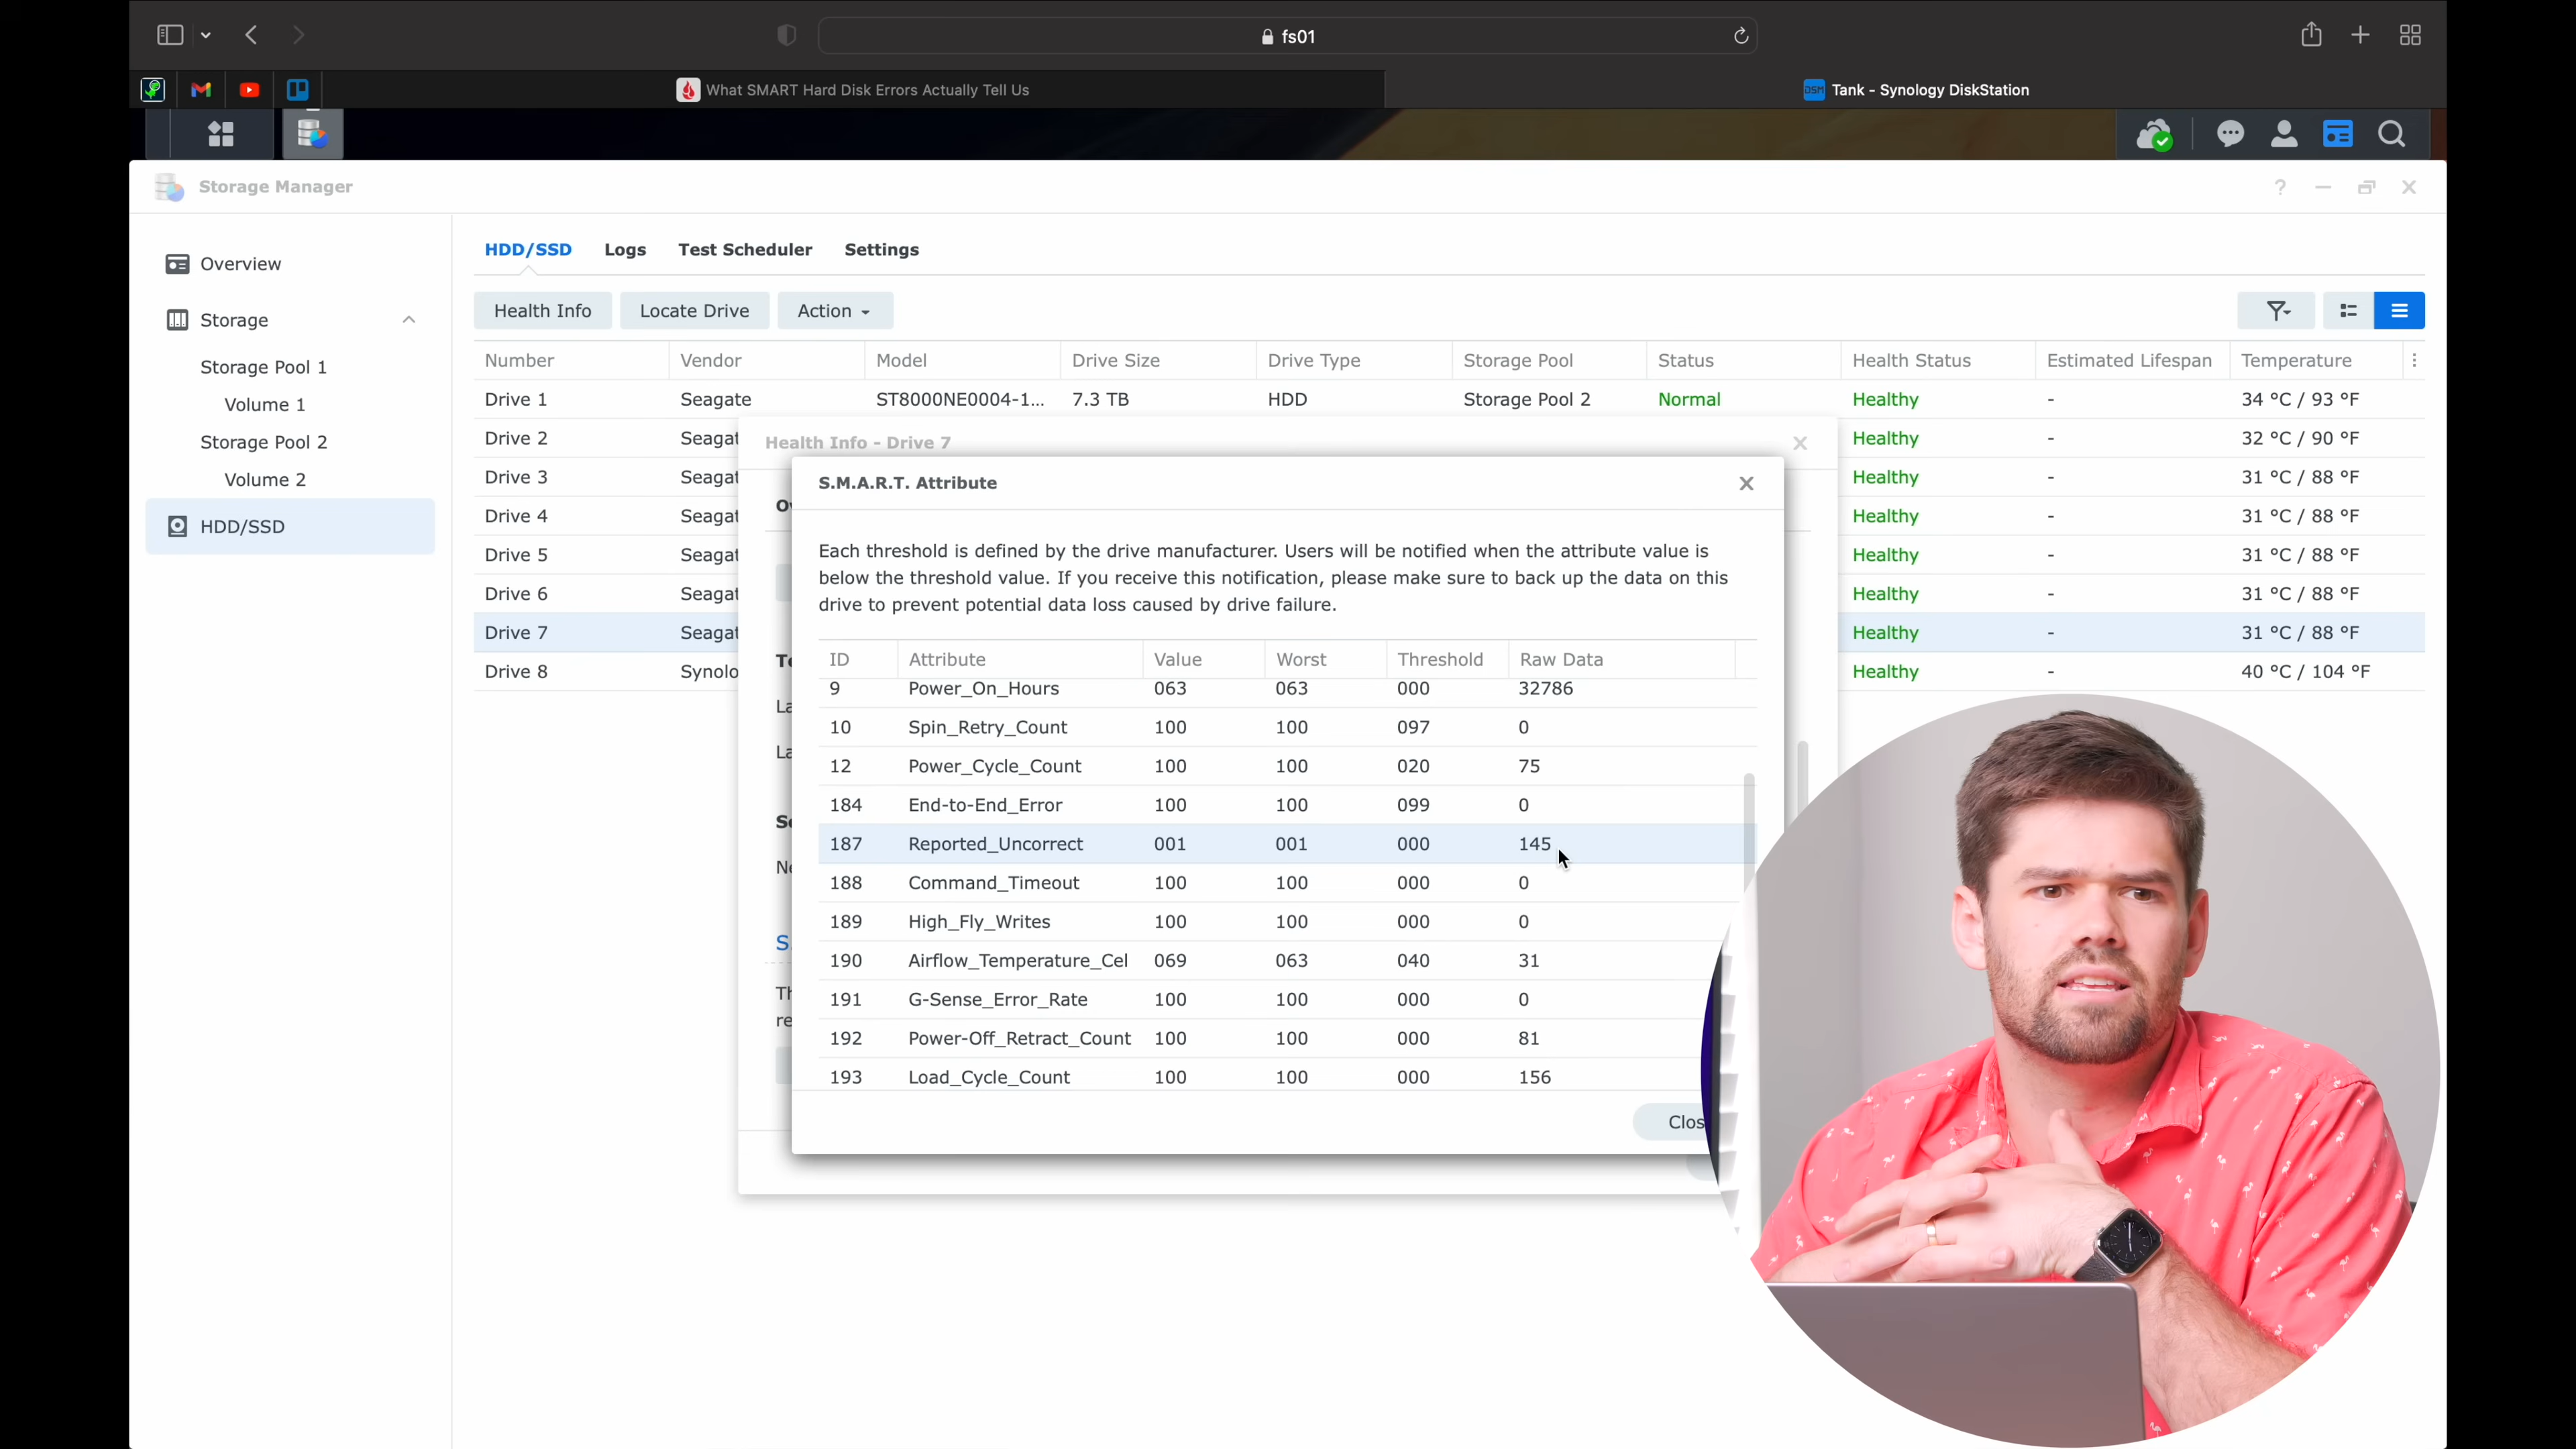 fs01
What SMART Hard Disk Errors Actually Tell Us
DSM Tank - Synology DiskStation
Storage Manager
?
Overview
Storage
Storage Pool 1
Volume 1
Storage Pool 2
Volume 2
HDD/SSD
HDD/SSD Logs Test Scheduler Settings
Health Info Locate Drive Action
Number Vendor Model Drive Size Drive Type Storage Pool Status Health Status Estimated Lifespan Temperature
Drive 1 Seagate ST8000NE0004-1... 7.3 TB HDD Storage Pool 2 Normal Healthy - 34 °C / 93 °F
Drive 2 Seagat Healthy - 32 °C / 90 °F
Drive 3 Seagat Healthy - 31 °C / 88 °F
Drive 4 Seagat Healthy - 31 °C / 88 °F
Drive 5 Seagat Healthy - 31 °C / 88 °F
Drive 6 Seagat Healthy - 31 °C / 88 °F
Drive 7 Seagat Healthy - 31 °C / 88 °F
Drive 8 Synolo Healthy - 40 °C / 104 °F
Health Info - Drive 7
S.M.A.R.T. Attribute
Each threshold is defined by the drive manufacturer. Users will be notified when the attribute value is
below the threshold value. If you receive this notification, please make sure to back up the data on this
drive to prevent potential data loss caused by drive failure.
ID Attribute Value Worst Threshold Raw Data
9 Power_On_Hours 063 063 000 32786
10 Spin_Retry_Count 100 100 097 0
12 Power_Cycle_Count 100 100 020 75
184 End-to-End_Error 100 100 099 0
187 Reported_Uncorrect 001 001 000 145
188 Command_Timeout 100 100 000 0
189 High_Fly_Writes 100 100 000 0
190 Airflow_Temperature_Cel 069 063 040 31
191 G-Sense_Error_Rate 100 100 000 0
192 Power-Off_Retract_Count 100 100 000 81
193 Load_Cycle_Count 100 100 000 156
Clos